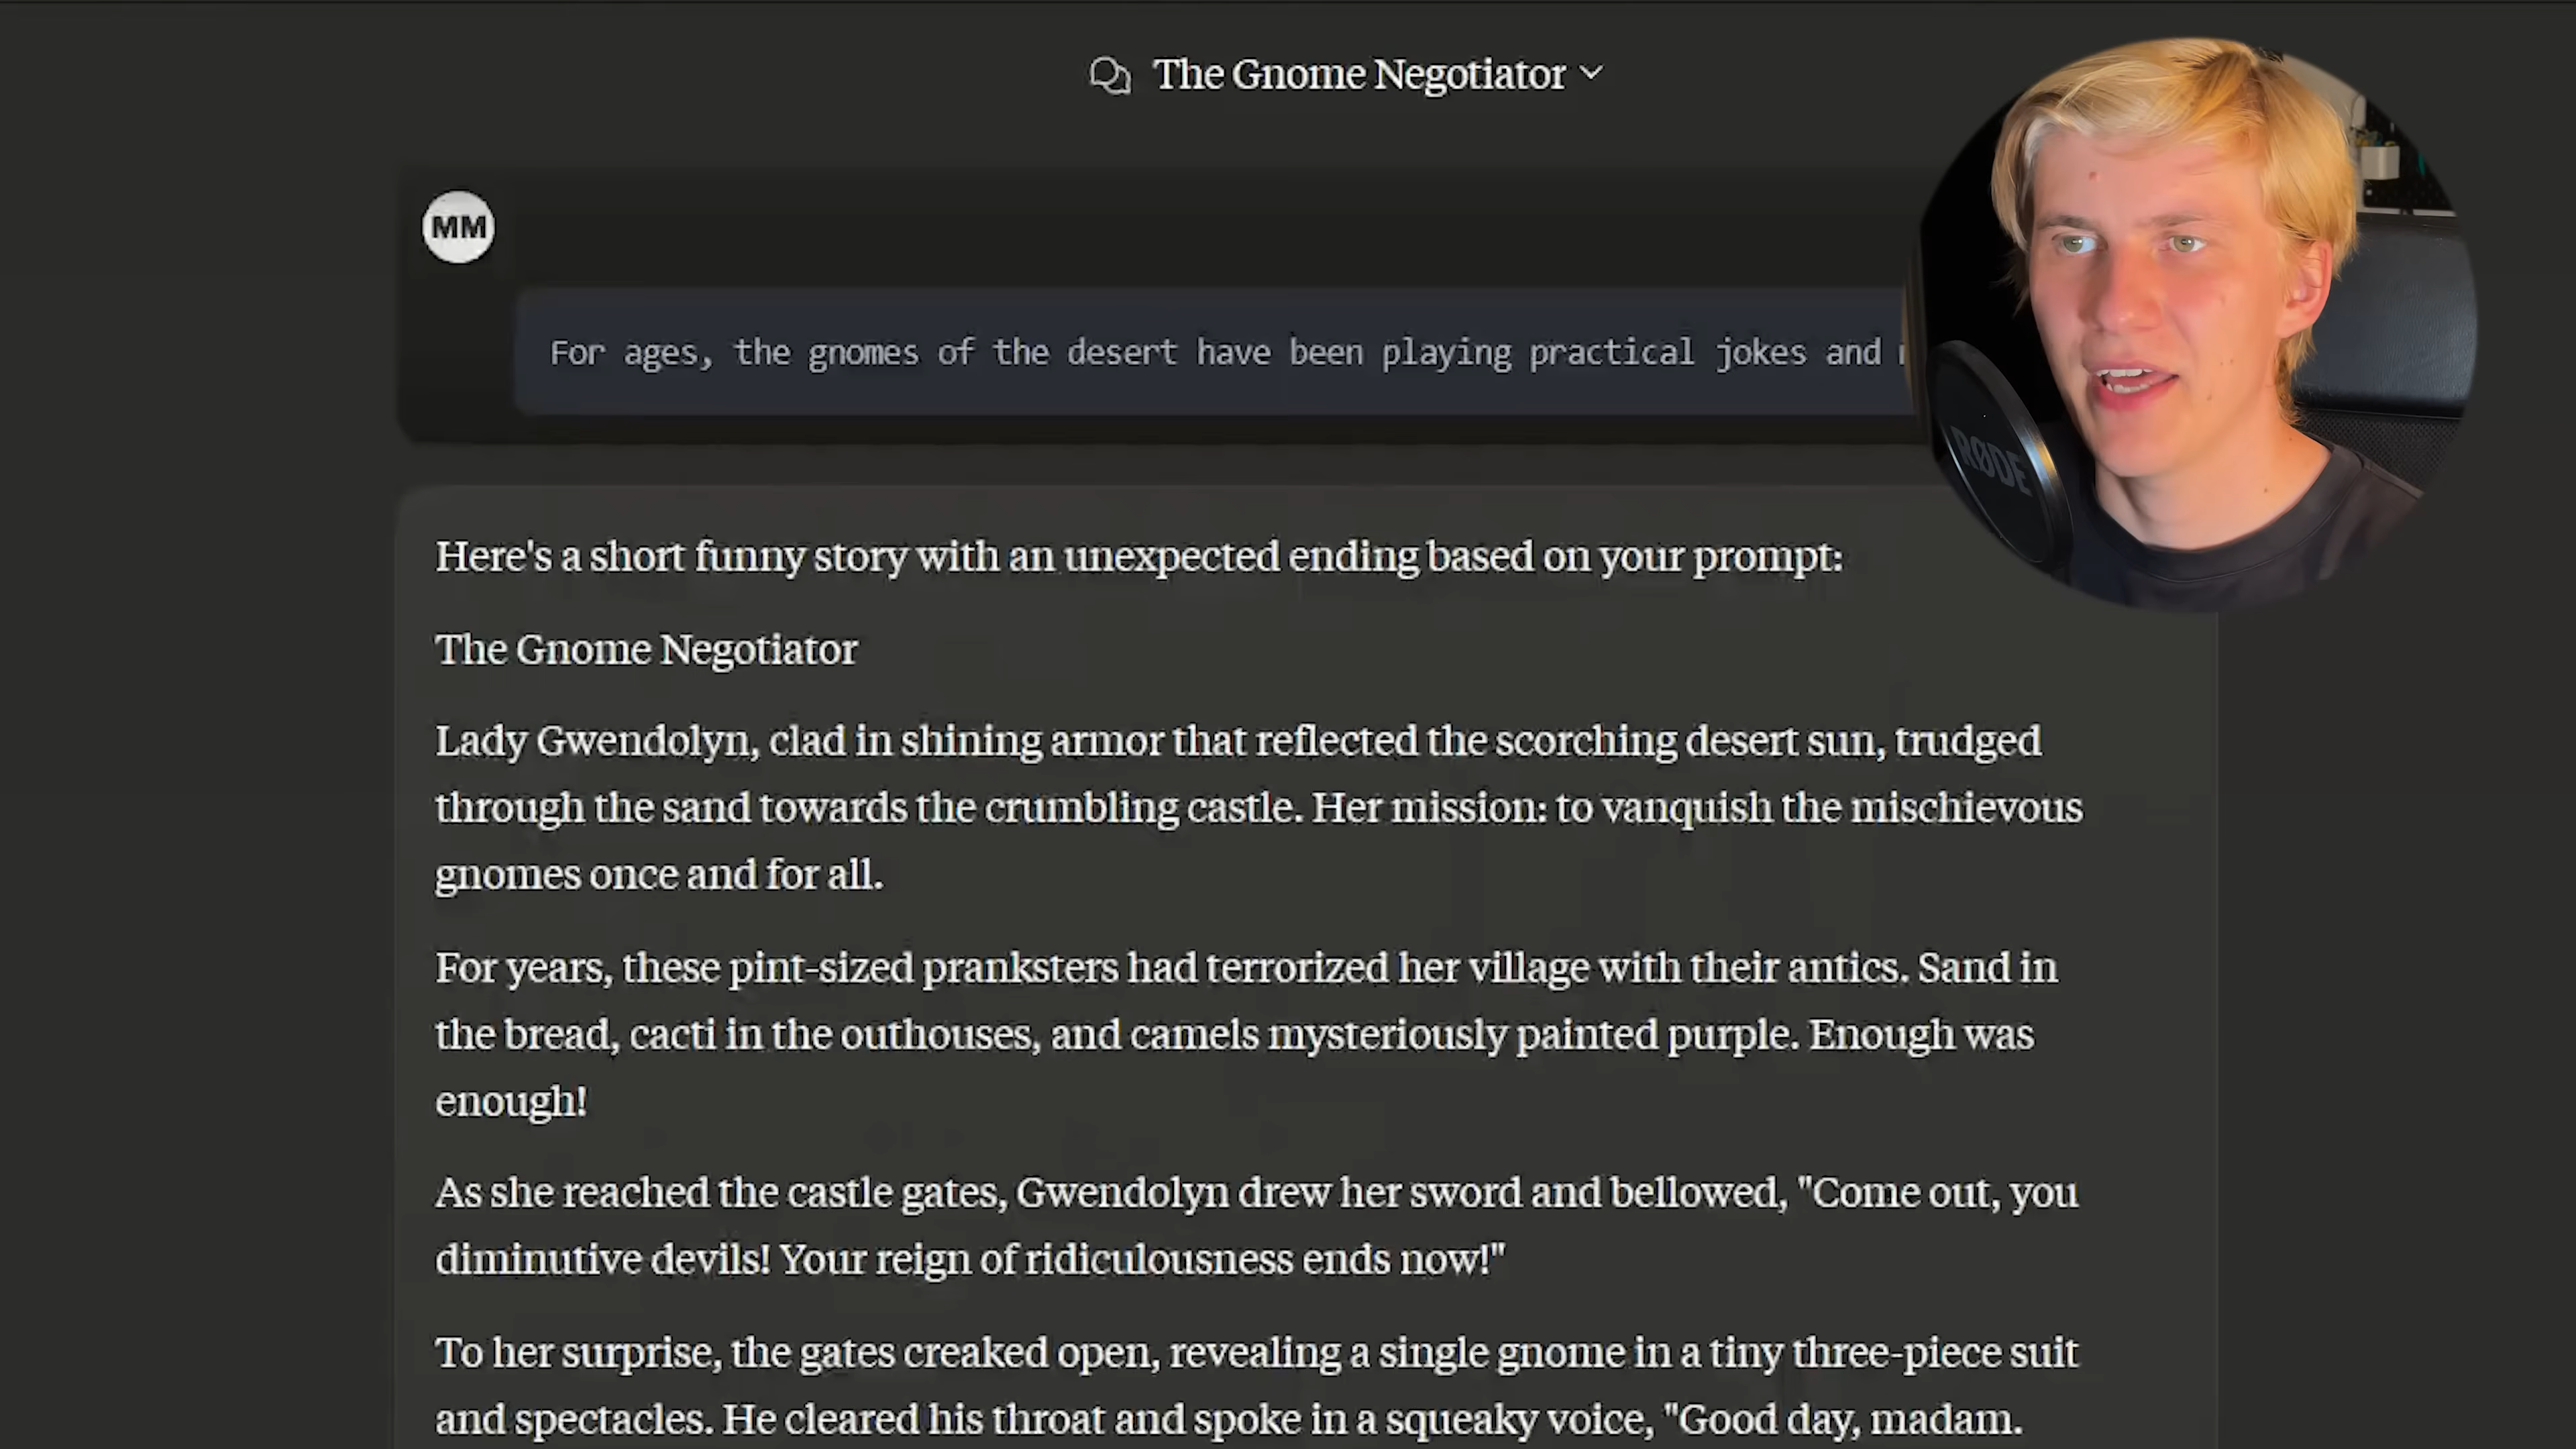 The Gnome Negotiator
MM
For ages, the gnomes of the desert have been playing practical jokes and
RØDE
Here's a short funny story with an unexpected ending based on your prompt:
The Gnome Negotiator
Lady Gwendolyn, clad in shining armor that reflected the scorching desert sun, trudged
through the sand towards the crumbling castle. Her mission: to vanquish the mischievous
gnomes once and for all.
For years, these pint-sized pranksters had terrorized her village with their antics. Sand in
the bread, cacti in the outhouses, and camels mysteriously painted purple. Enough was
enough!
As she reached the castle gates, Gwendolyn drew her sword and bellowed, "Come out, you
diminutive devils! Your reign of ridiculousness ends now!"
To her surprise, the gates creaked open, revealing a single gnome in a tiny three-piece suit
and spectacles. He cleared his throat and spoke in a squeaky voice, "Good day, madam.